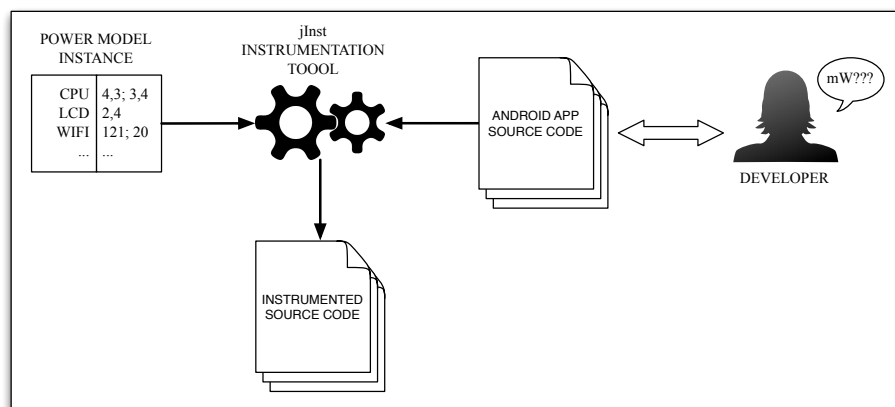 POWER MODEL
INSTANCE
CPU 4,3; 3,4
LCD 2,4
WIFI 121; 20
... ...
jInst
INSTRUMENTATION
TOOOL
ANDROID APP
SOURCE CODE
mW???
DEVELOPER
INSTRUMENTED
SOURCE CODE